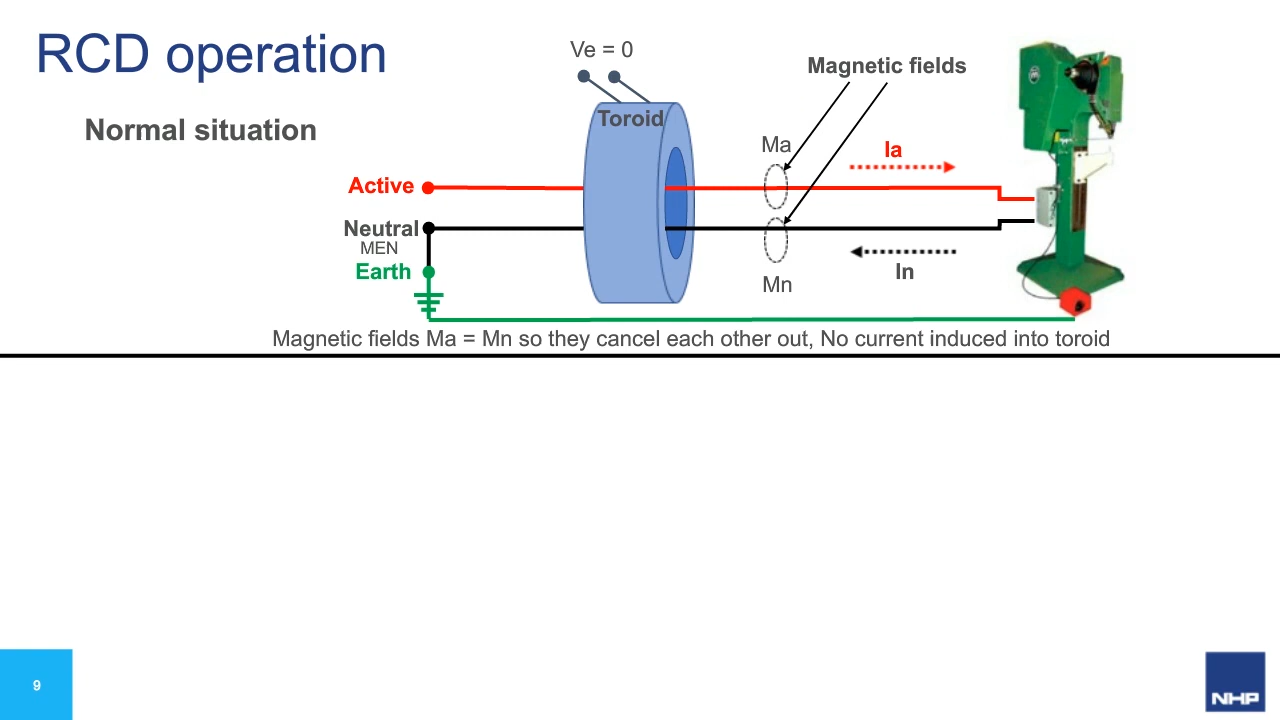 RCD operation
Ve = 0
Magnetic fields
Normal situation
Toroid
Ma
Ia
Active
Neutral
MEN
Earth
In
Mn
Magnetic fields Ma = Mn so they cancel each other out, No current induced into toroid
9
NHP